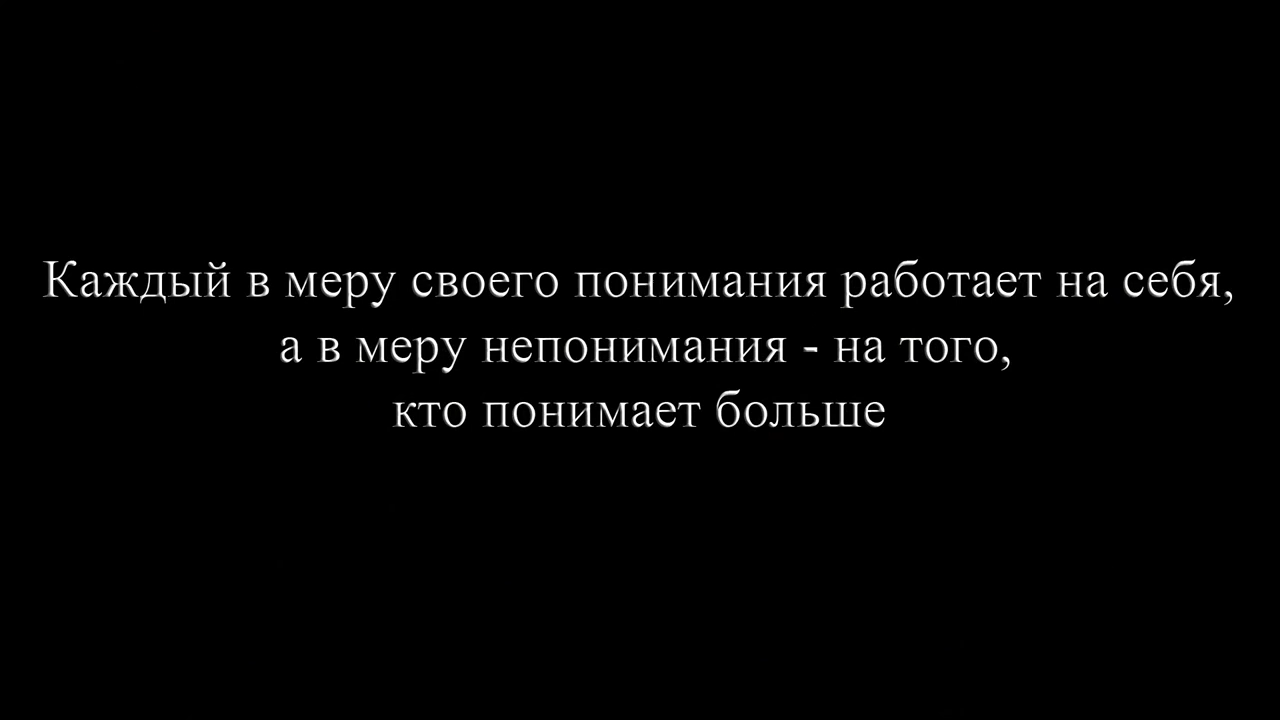 Каждый в меру своего понимания работает на себя,
а в меру непонимания - на того,
кто понимает больше